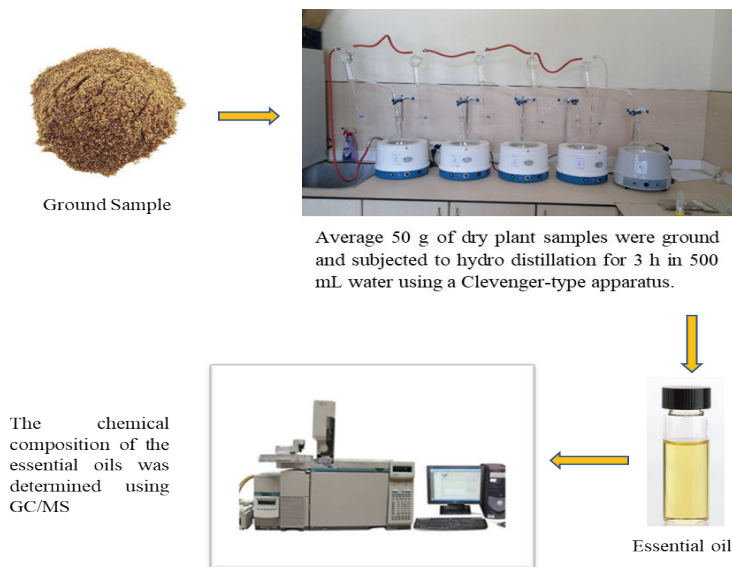 Ground Sample
Average 50 g of dry plant samples were ground
and subjected to hydro distillation for 3 h in 500
mL water using a Clevenger-type apparatus.
The chemical
composition of the
essential oils was
determined using
GC/MS
Essential oil